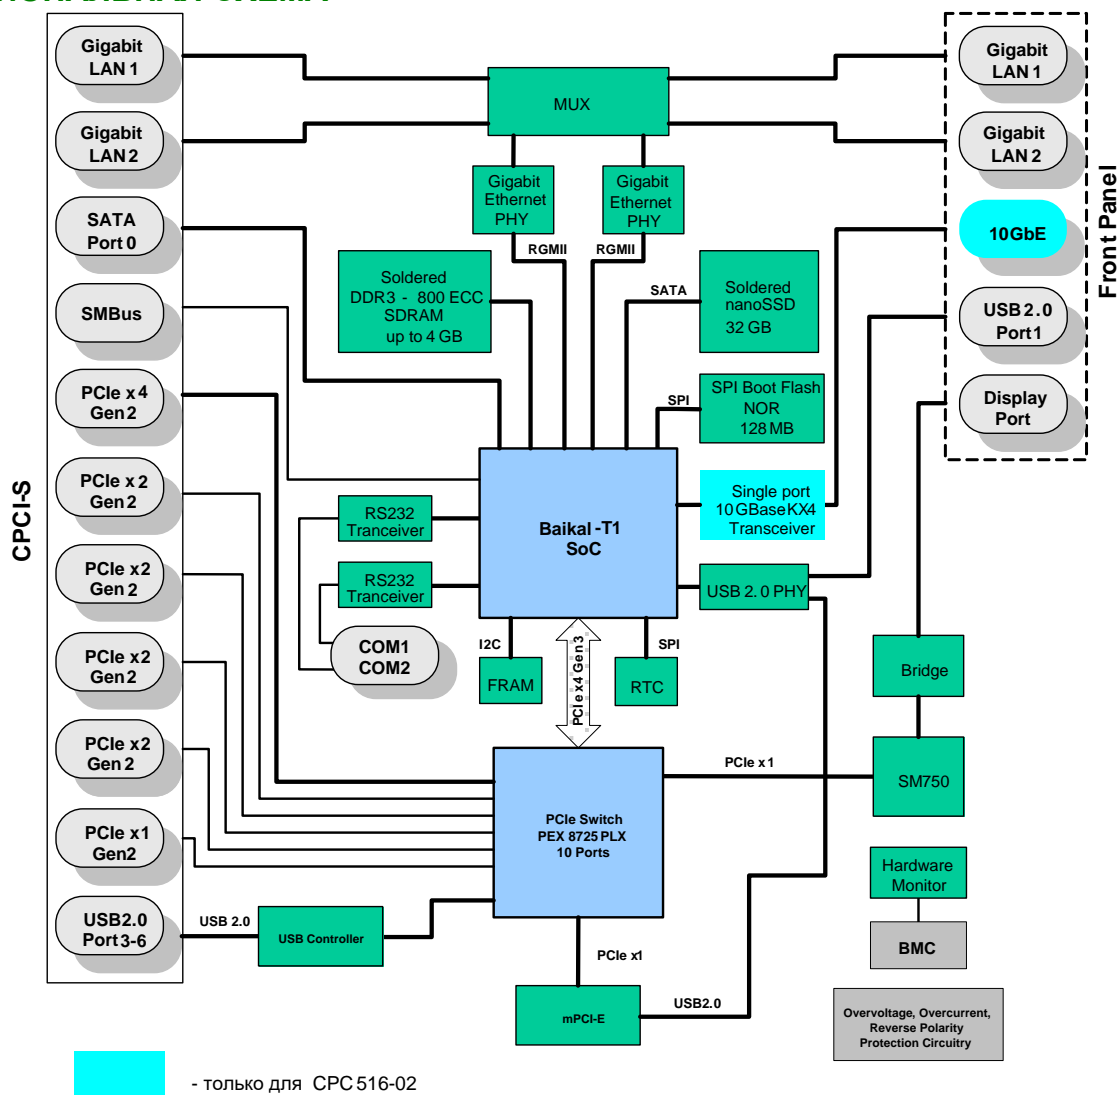 Gigabit
LAN 1
Gigabit
LAN 2
SATA
Port 0
SMBus
PCIe x 4
Gen 2
PCIe x 2
Gen 2
PCIe x2
Gen 2
PCIe x2
Gen 2
PCIe x2
Gen 2
PCIe x1
Gen2
USB2.0
Port 3-6
CPCI-S
MUX
Gigabit
Ethernet
PHY
Gigabit
Ethernet
PHY
RGMII
RGMII
Soldered
DDR3 - 800 ECC
SDRAM
up to 4 GB
SATA
Soldered
nanoSSD
32 GB
SPI
SPI Boot Flash
NOR
128 MB
Baikal -T1
SoC
Single port
10 GBase KX4
Transceiver
USB 2.0 PHY
RS232
Tranceiver
RS232
Tranceiver
COM1
COM2
I2C
FRAM
PCIe x4 Gen3
SPI
RTC
PCIe Switch
PEX 8725 PLX
10 Ports
PCIe x1
USB 2.0
USB Controller
PCIe x1
mPCI-E
USB2.0
Gigabit
LAN 1
Gigabit
LAN 2
10GbE
USB 2.0
Port 1
Display
Port
Front Panel
Bridge
SM750
Hardware
Monitor
BMC
Overvoltage, Overcurrent,
Reverse Polarity
Protection Circuitry
- только для CPC 516-02